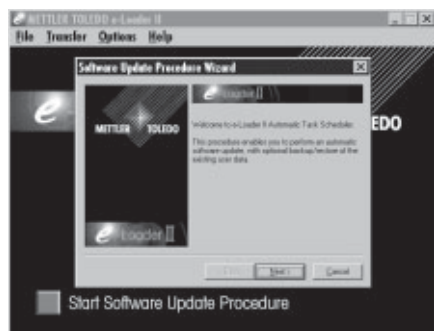 METTLER TOLEDO e-Loader II
File Transfer Options Help
Software Update Procedure Wizard
e Loader II
METTLER TOLEDO
Welcome to e-Loader II Automatic Task Scheduler.
This procedure enables you to perform an automatic
software update, with optional backup/restore of the
existing user data.
e Loader II
Next >
Cancel
e
EDO
Start Software Update Procedure